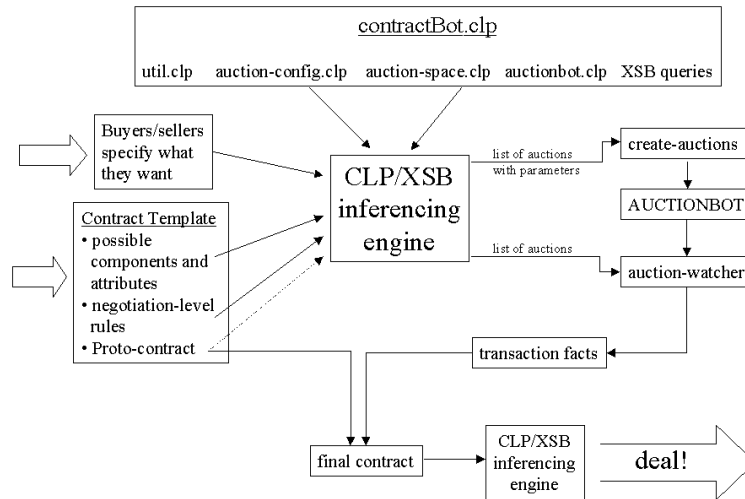 contractBot.clp
util.clp auction-config.clp auction-space.clp auctionbot.clp XSB queries
Buyers/sellers
specify what
they want
Contract Template
• possible
components and
attributes
• negotiation-level
rules
• Proto-contract
CLP/XSB
inferencing
engine
list of auctions
with parameters
create-auctions
AUCTIONBOT
list of auctions
auction-watcher
transaction facts
final contract
CLP/XSB
inferencing
engine
deal!